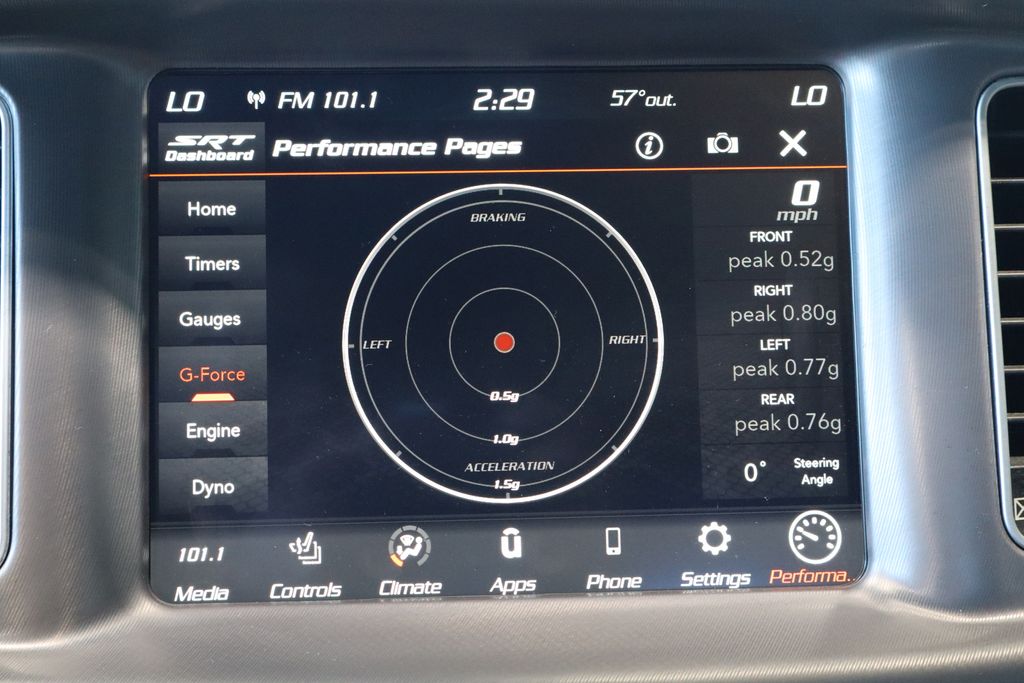 LO FM 101.1 2:29 57°out. LO
SRT
Dashboard
Performance Pages
Home
Timers
Gauges
G-Force
Engine
Dyno
BRAKING
LEFT
RIGHT
0.5g
1.0g
ACCELERATION
1.5g
0
mph
FRONT
peak 0.52g
RIGHT
peak 0.80g
LEFT
peak 0.77g
REAR
peak 0.76g
0° Steering
Angle
101.1
Media Controls Climate Apps Phone Settings Performa..